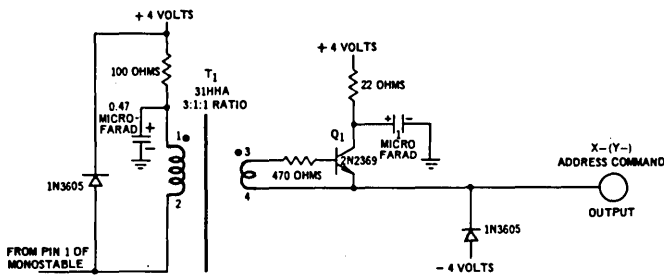 + 4 VOLTS
100 OHMS
0.47
MICRO-
FARAD
+
−
1
2
1N3605
FROM PIN 1 OF
MONOSTABLE
T1
31HHA
3:1:1 RATIO
3
4
470 OHMS
+ 4 VOLTS
22 OHMS
Q1
2N2369
+ −
1
MICRO
FARAD
1N3605
− 4 VOLTS
X−(Y−)
ADDRESS COMMAND
OUTPUT